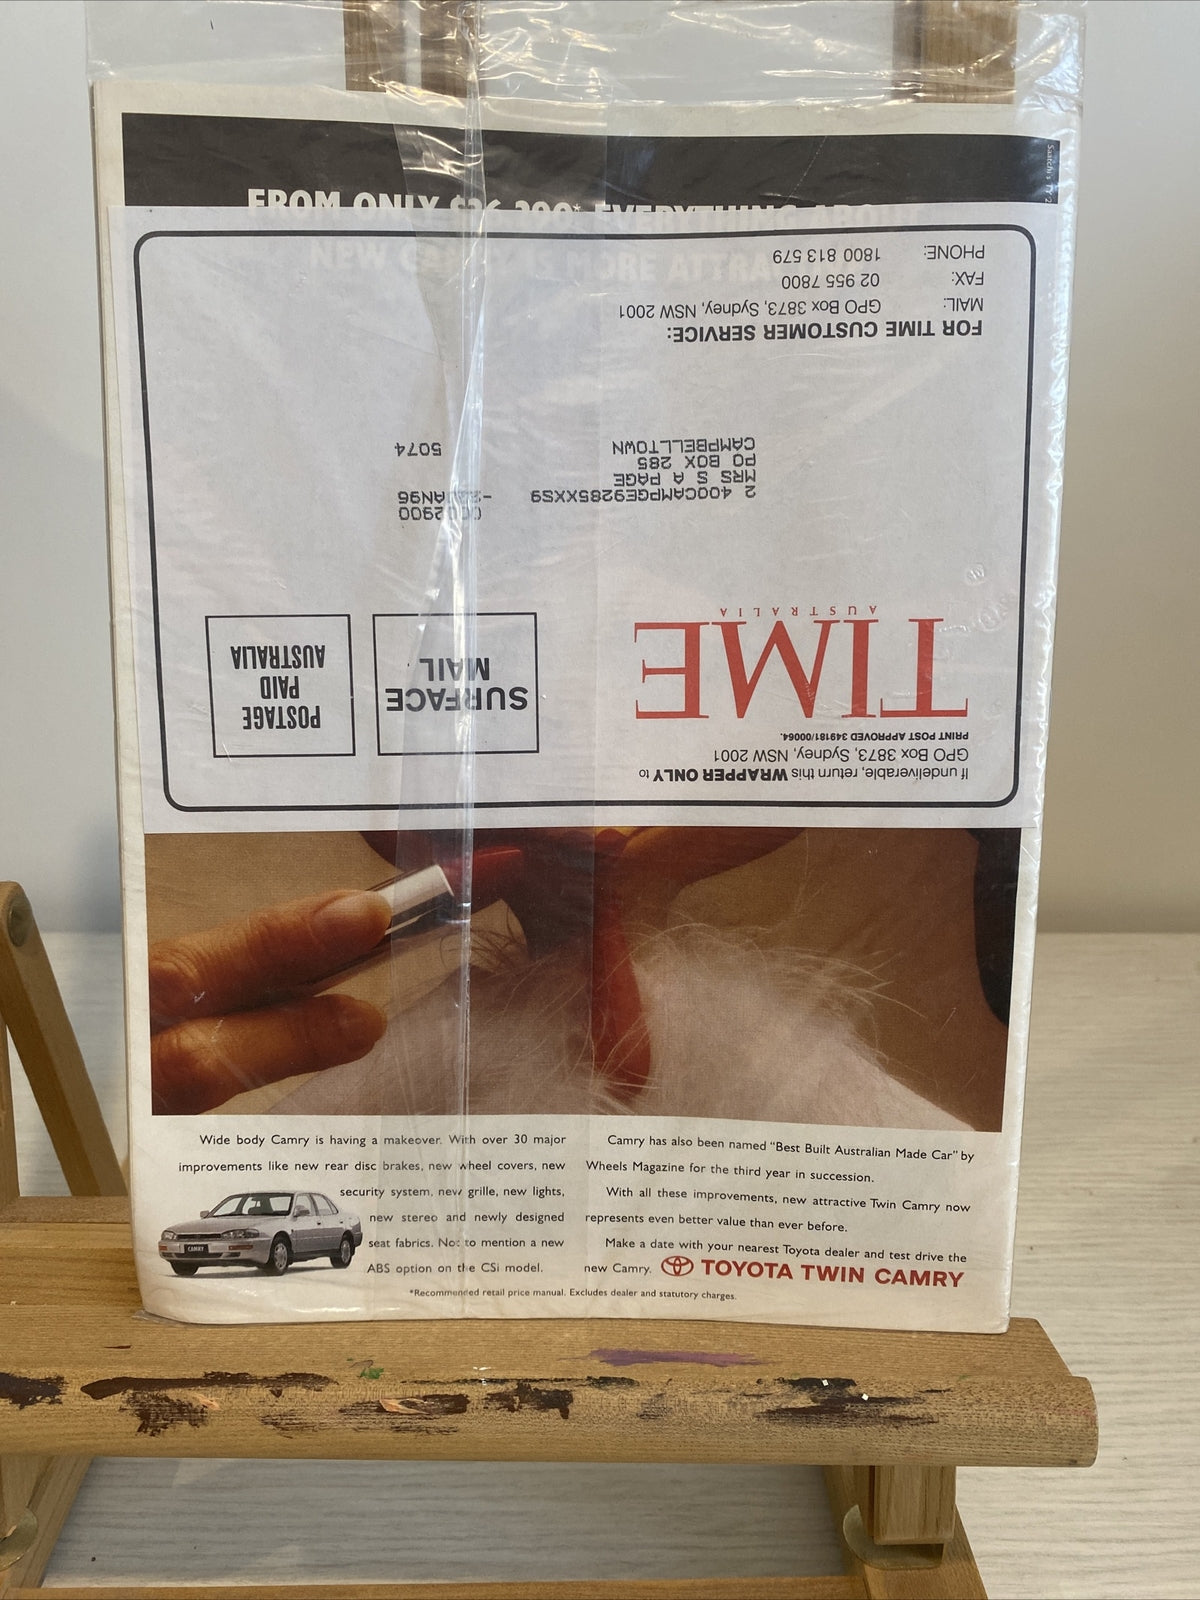 FROM ONLY $26,200* EVERYTHING ABOUT
NEW MORE
PHONE: 1800 813 579
FAX: 02 955 7800
MAIL: GPO Box 3873, Sydney, NSW 2001
FOR TIME CUSTOMER SERVICE:
CAMPBELLTOWN 5074
PO BOX 285
MRS S A PAGE
2 400CAMPGE9285XXS9
AUSTRALIA
TIME
PRINT POST APPROVED 349181/00064.
If undeliverable, return this WRAPPER ONLY to
GPO Box 3873, Sydney, NSW 2001
SURFACE
MAIL
POSTAGE
PAID
AUSTRALIA
Wide body Camry is having a makeover. With over 30 major
improvements like new rear disc brakes, new wheel covers, new
security system, new grille, new lights,
new stereo and newly designed
seat fabrics. Not to mention a new
ABS option on the CSi model.
CAMRY
Camry has also been named "Best Built Australian Made Car" by
Wheels Magazine for the third year in succession.
With all these improvements, new attractive Twin Camry now
represents even better value than ever before.
Make a date with your nearest Toyota dealer and test drive the
new Camry. TOYOTA TWIN CAMRY
*Recommended retail price manual. Excludes dealer and statutory charges.